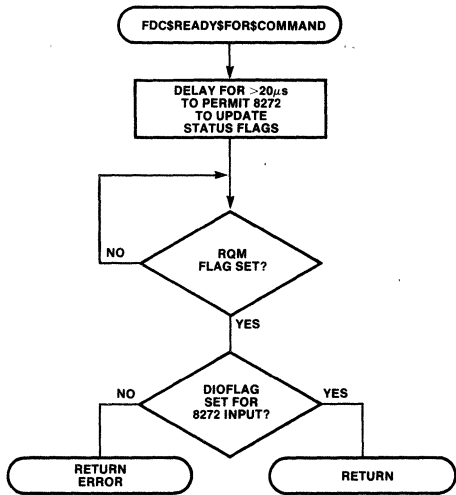 FDC$READY$FOR$COMMAND
DELAY FOR >20μs
TO PERMIT 8272
TO UPDATE
STATUS FLAGS
NO
RQM
FLAG SET?
YES
NO
DIOFLAG
SET FOR
8272 INPUT?
YES
RETURN
ERROR
RETURN